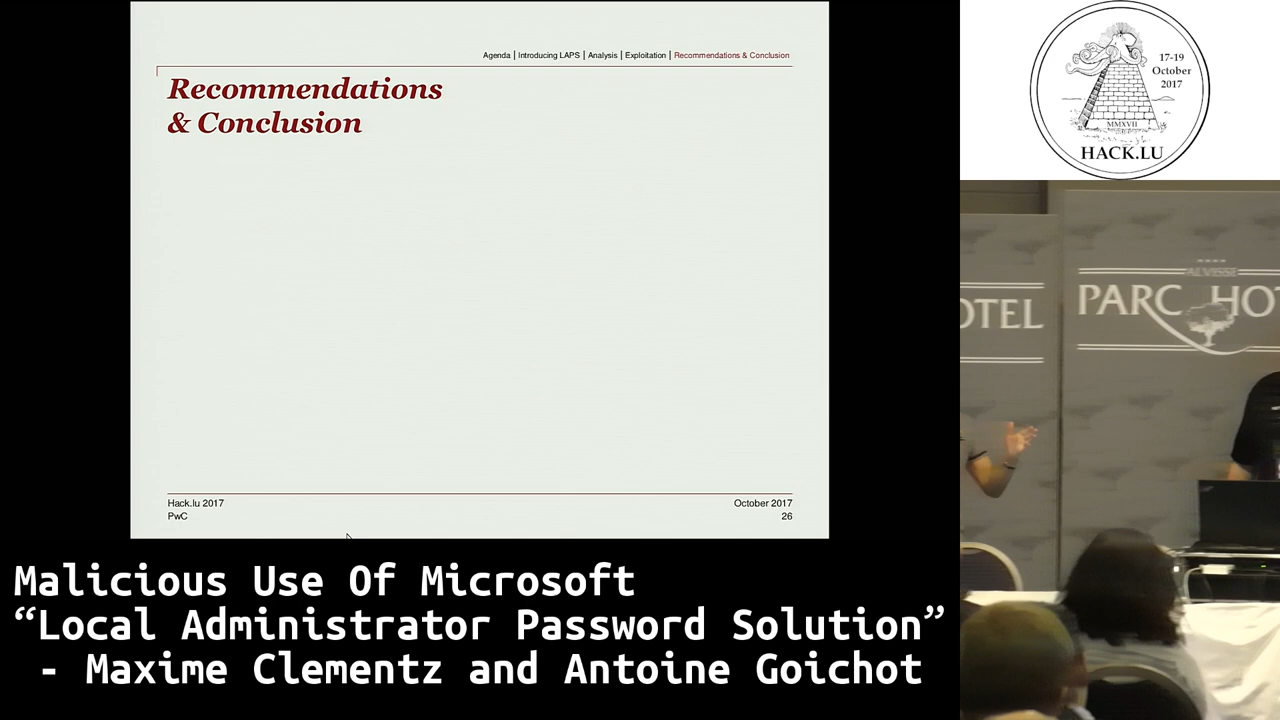 Agenda | Introducing LAPS | Analysis | Exploitation | Recommendations & Conclusion
Recommendations
& Conclusion
Hack.lu 2017
PwC
October 2017
26
Malicious Use Of Microsoft
“Local Administrator Password Solution”
- Maxime Clementz and Antoine Goichot
17-19
October
2017
MMXVII
HACK.LU
OTEL
ALVISSE
PARC HOT